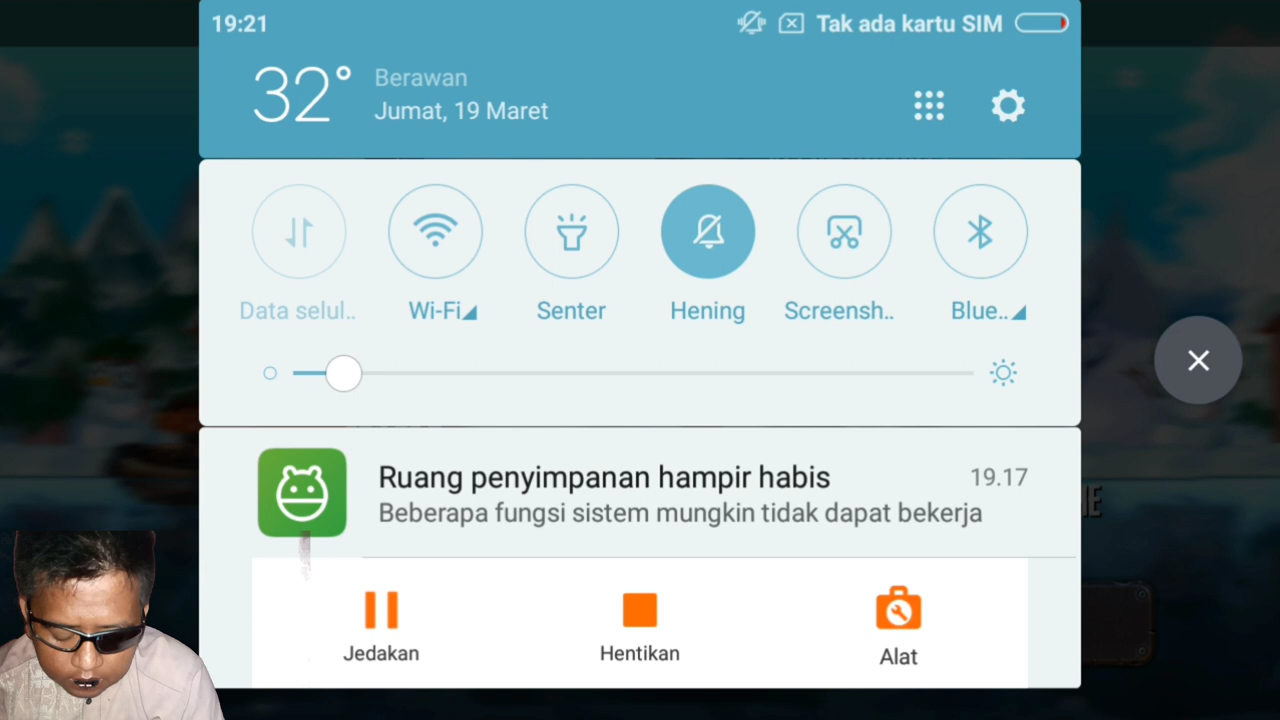 19:21
Tak ada kartu SIM
32°
Berawan
Jumat, 19 Maret
Data selul..
Wi-Fi
Senter
Hening
Screensh..
Blue..
Ruang penyimpanan hampir habis
19.17
Beberapa fungsi sistem mungkin tidak dapat bekerja
Jedakan
Hentikan
Alat